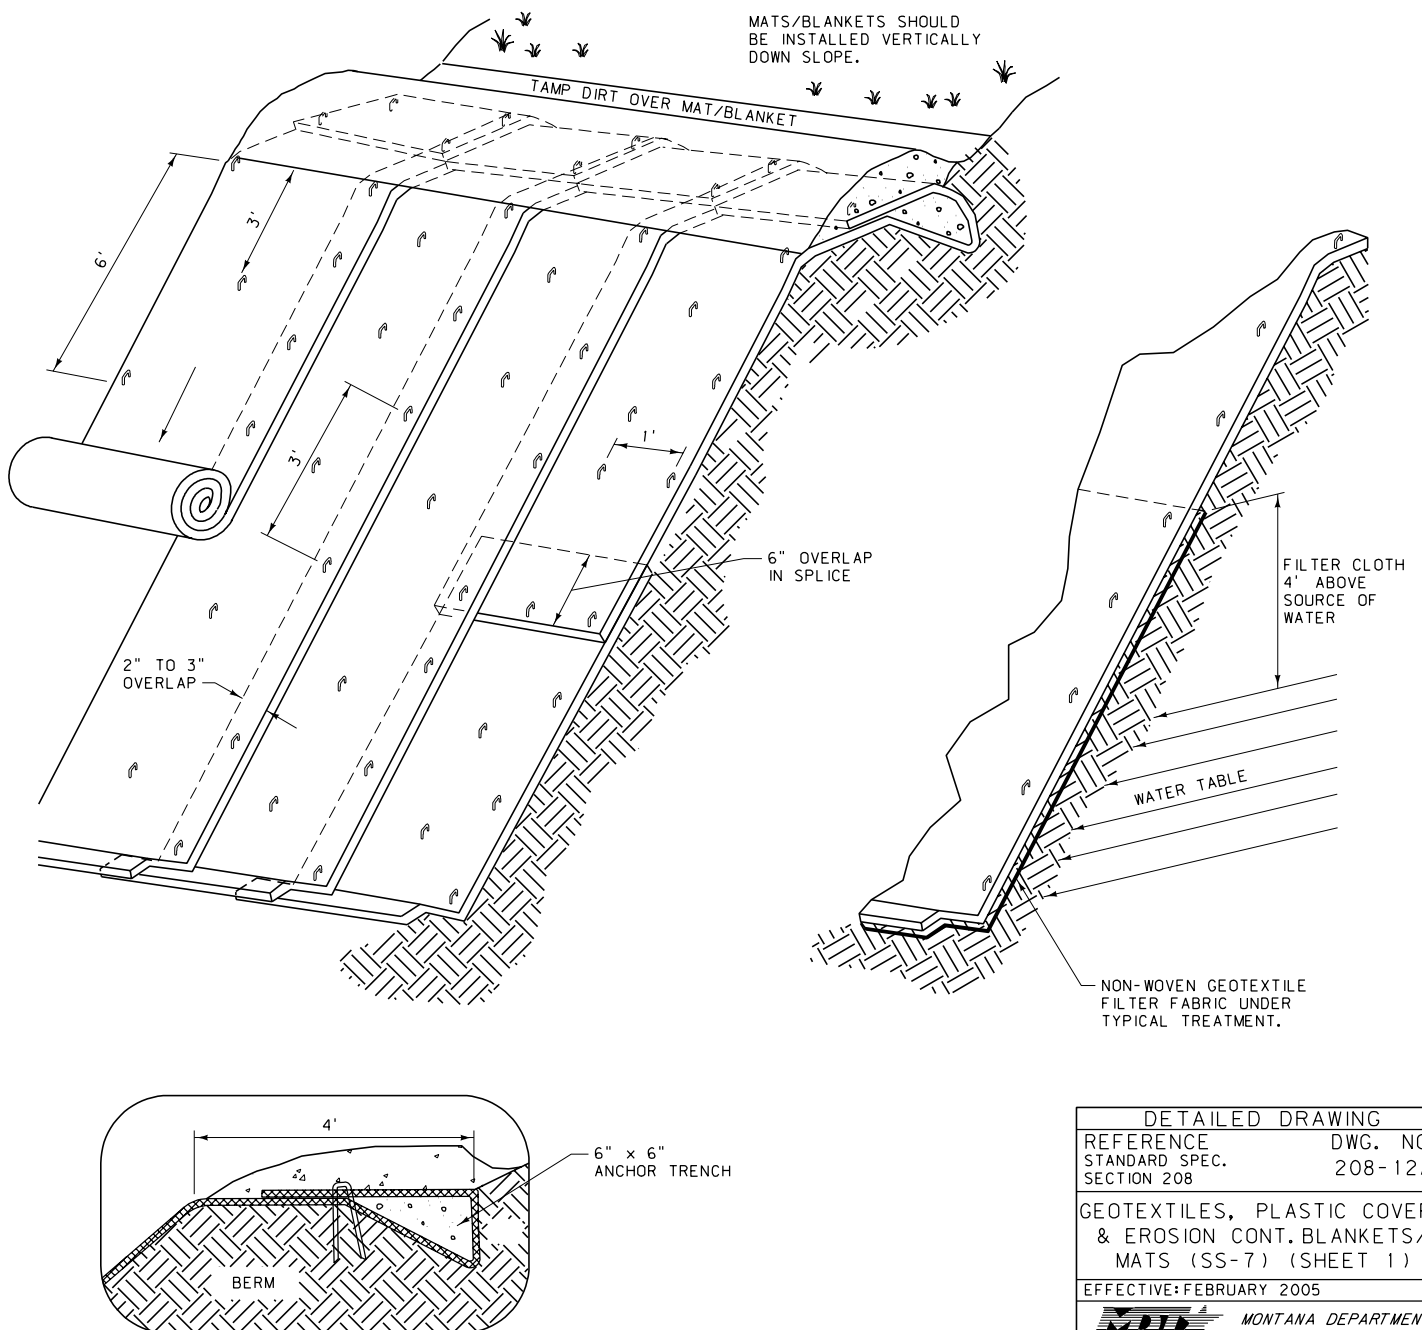 MATS/BLANKETS SHOULD
BE INSTALLED VERTICALLY
DOWN SLOPE.
TAMP DIRT OVER MAT/BLANKET
6'
3'
3'
1'
6" OVERLAP
IN SPLICE
2" TO 3"
OVERLAP
FILTER CLOTH
4' ABOVE
SOURCE OF
WATER
WATER TABLE
NON-WOVEN GEOTEXTILE
FILTER FABRIC UNDER
TYPICAL TREATMENT.
4'
6" x 6"
ANCHOR TRENCH
BERM
DETAILED DRAWING
REFERENCE
STANDARD SPEC.
SECTION 208
DWG.
208-12
GEOTEXTILES, PLASTIC COVER
& EROSION CONT. BLANKETS/
MATS (SS-7) (SHEET 1)
EFFECTIVE: FEBRUARY 2005
MONTANA DEPARTMEN